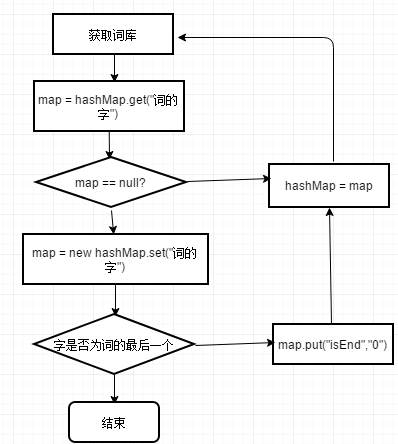 获取词库
map = hashMap.get("词的
字")
map == null?
hashMap = map
map = new hashMap.set("词的
字")
字是否为词的最后一个
map.put("isEnd","0")
结束